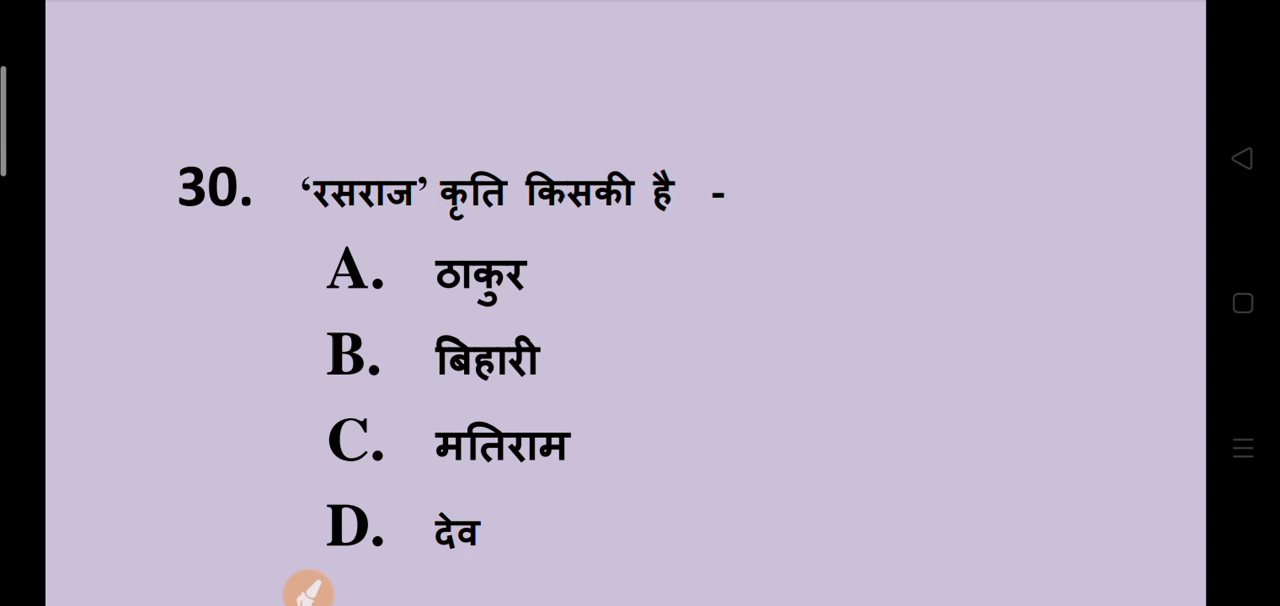 30. ‘रसराज’ कृति किसकी है -
A. ठाकुर
B. बिहारी
C. मतिराम
D. देव